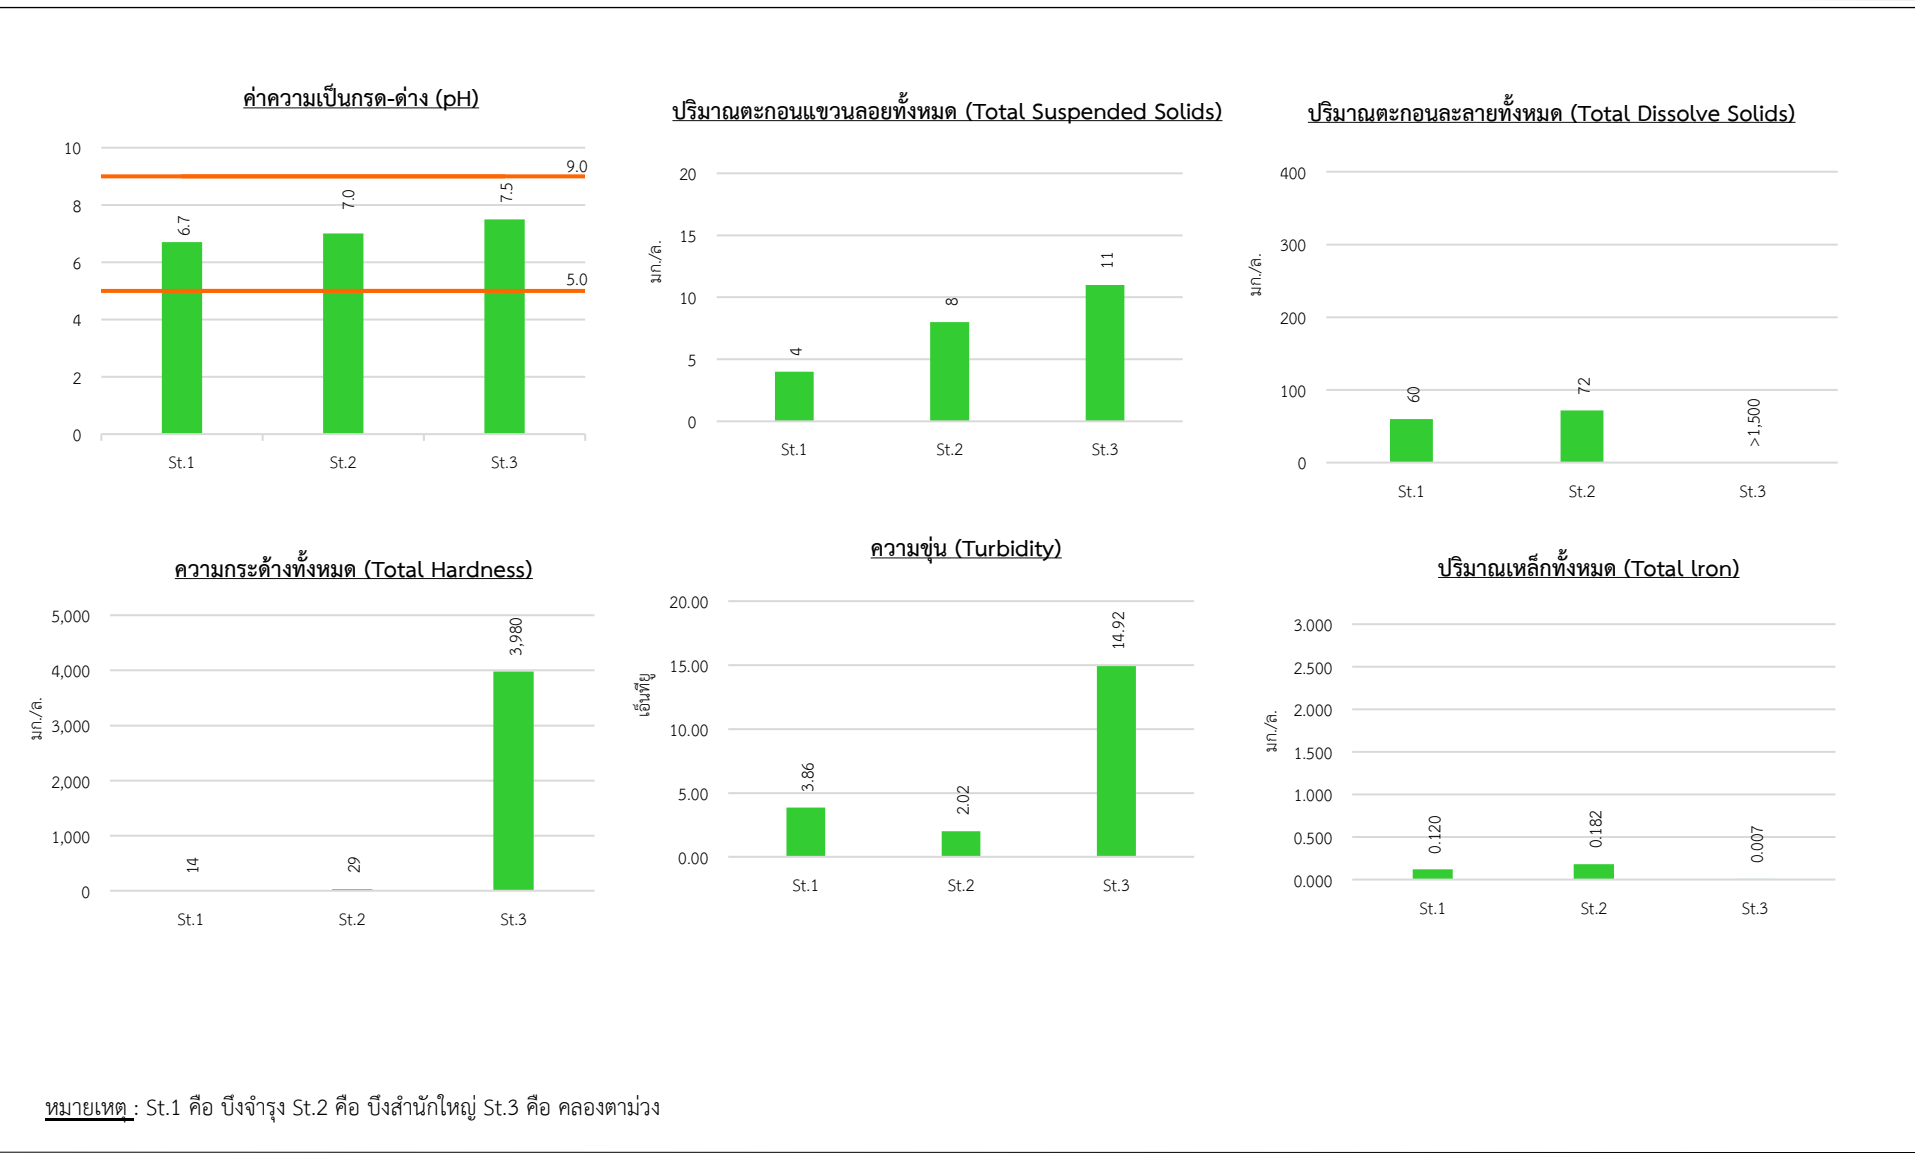 ค่าความเป็นกรด-ด่าง (pH)
10
8
6
4
2
0
9.0
5.0
6.7
7.0
7.5
St.1
St.2
St.3
ปริมาณตะกอนแขวนลอยทั้งหมด (Total Suspended Solids)
มก./ล.
20
15
10
5
0
4
8
11
St.1
St.2
St.3
ปริมาณตะกอนละลายทั้งหมด (Total Dissolve Solids)
มก./ล.
400
300
200
100
0
60
72
>1,500
St.1
St.2
St.3
ความกระด้างทั้งหมด (Total Hardness)
มก./ล.
5,000
4,000
3,000
2,000
1,000
0
14
29
3,980
St.1
St.2
St.3
ความขุ่น (Turbidity)
เอ็นทียู
20.00
15.00
10.00
5.00
0.00
3.86
2.02
14.92
St.1
St.2
St.3
ปริมาณเหล็กทั้งหมด (Total lron)
มก./ล.
3.000
2.500
2.000
1.500
1.000
0.500
0.000
0.120
0.182
0.007
St.1
St.2
St.3
หมายเหตุ : St.1 คือ บึงจำรุง St.2 คือ บึงสำนักใหญ่ St.3 คือ คลองตาม่วง